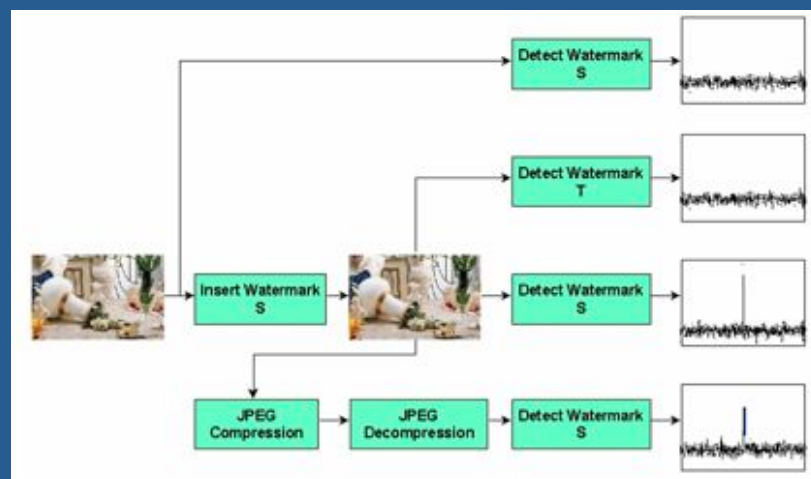 Detect Watermark
S
Detect Watermark
T
Insert Watermark
S
Detect Watermark
S
JPEG
Compression
JPEG
Decompression
Detect Watermark
S